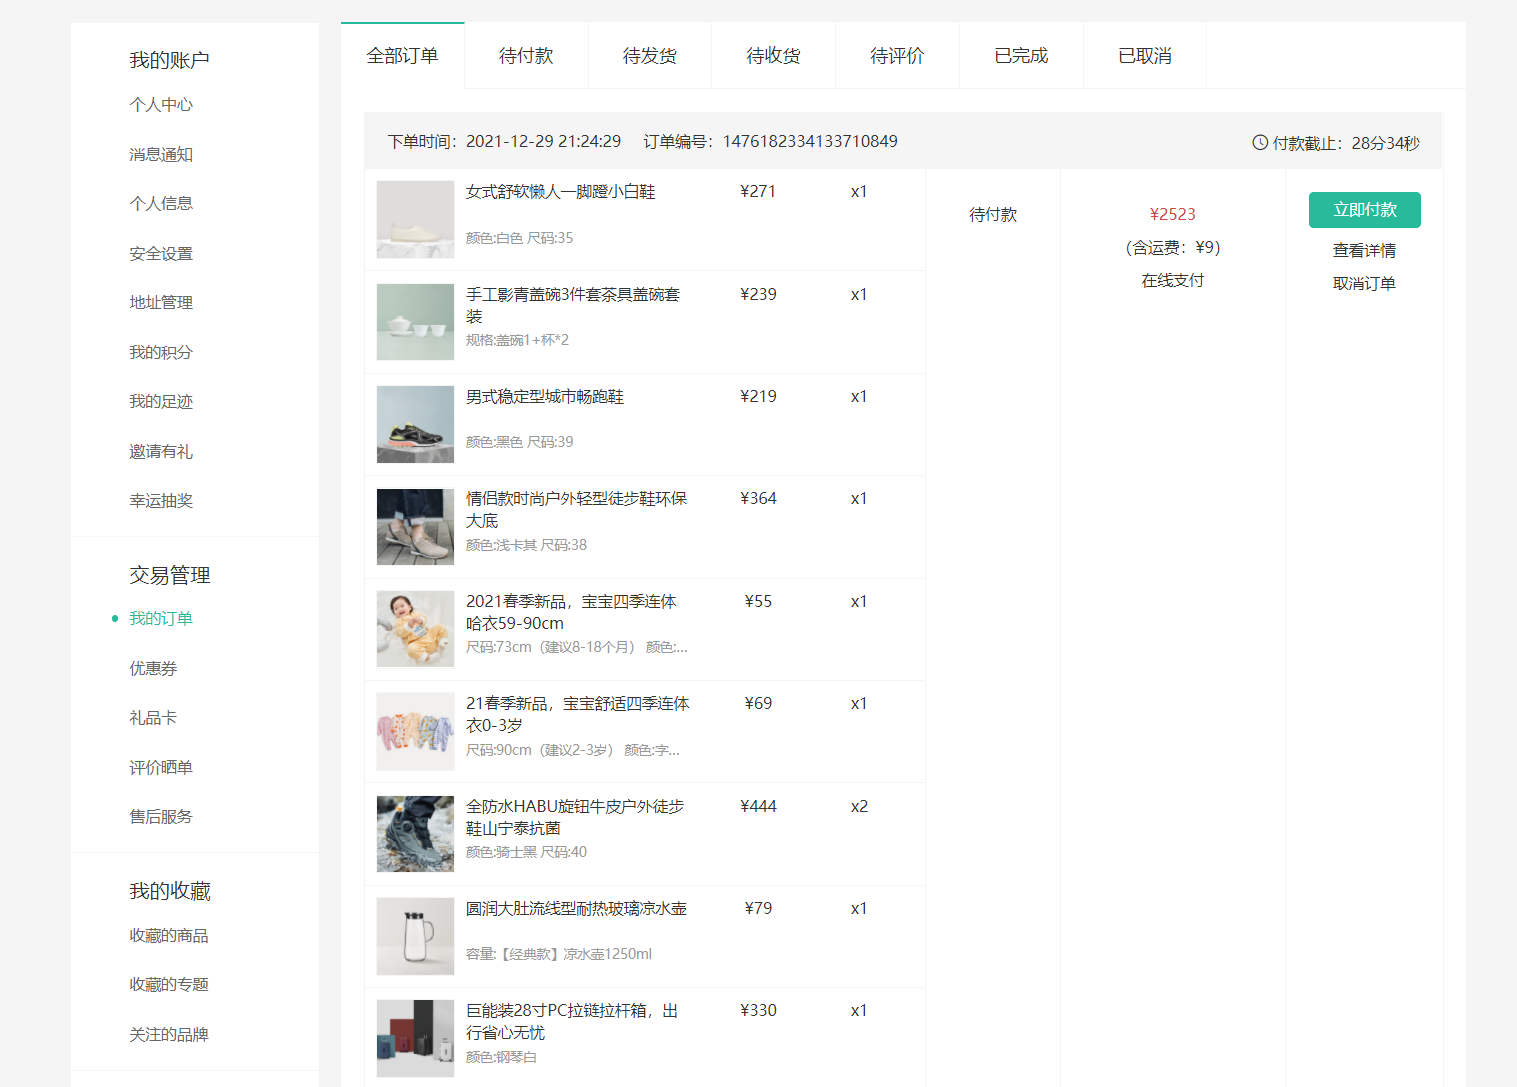 我的账户
个人中心
消息通知
个人信息
安全设置
地址管理
我的积分
我的足迹
邀请有礼
幸运抽奖
交易管理
我的订单
优惠券
礼品卡
评价晒单
售后服务
我的收藏
收藏的商品
收藏的专题
关注的品牌
全部订单 待付款 待发货 待收货 待评价 已完成 已取消
下单时间：2021-12-29 21:24:29 订单编号：1476182334133710849 付款截止：28分34秒
女式舒软懒人一脚蹬小白鞋 ¥271 x1
颜色:白色 尺码:35
待付款
¥2523
（含运费：¥9）
在线支付
立即付款
查看详情
取消订单
手工影青盖碗3件套茶具盖碗套 ¥239 x1
装
规格:盖碗1+杯*2
男式稳定型城市畅跑鞋 ¥219 x1
颜色:黑色 尺码:39
情侣款时尚户外轻型徒步鞋环保 ¥364 x1
大底
颜色:浅卡其 尺码:38
2021春季新品，宝宝四季连体 ¥55 x1
哈衣59-90cm
尺码:73cm（建议8-18个月） 颜色:...
21春季新品，宝宝舒适四季连体 ¥69 x1
衣0-3岁
尺码:90cm（建议2-3岁） 颜色:字...
全防水HABU旋钮牛皮户外徒步 ¥444 x2
鞋山宁泰抗菌
颜色:骑士黑 尺码:40
圆润大肚流线型耐热玻璃凉水壶 ¥79 x1
容量:【经典款】凉水壶1250ml
巨能装28寸PC拉链拉杆箱，出 ¥330 x1
行省心无忧
颜色:钢琴白